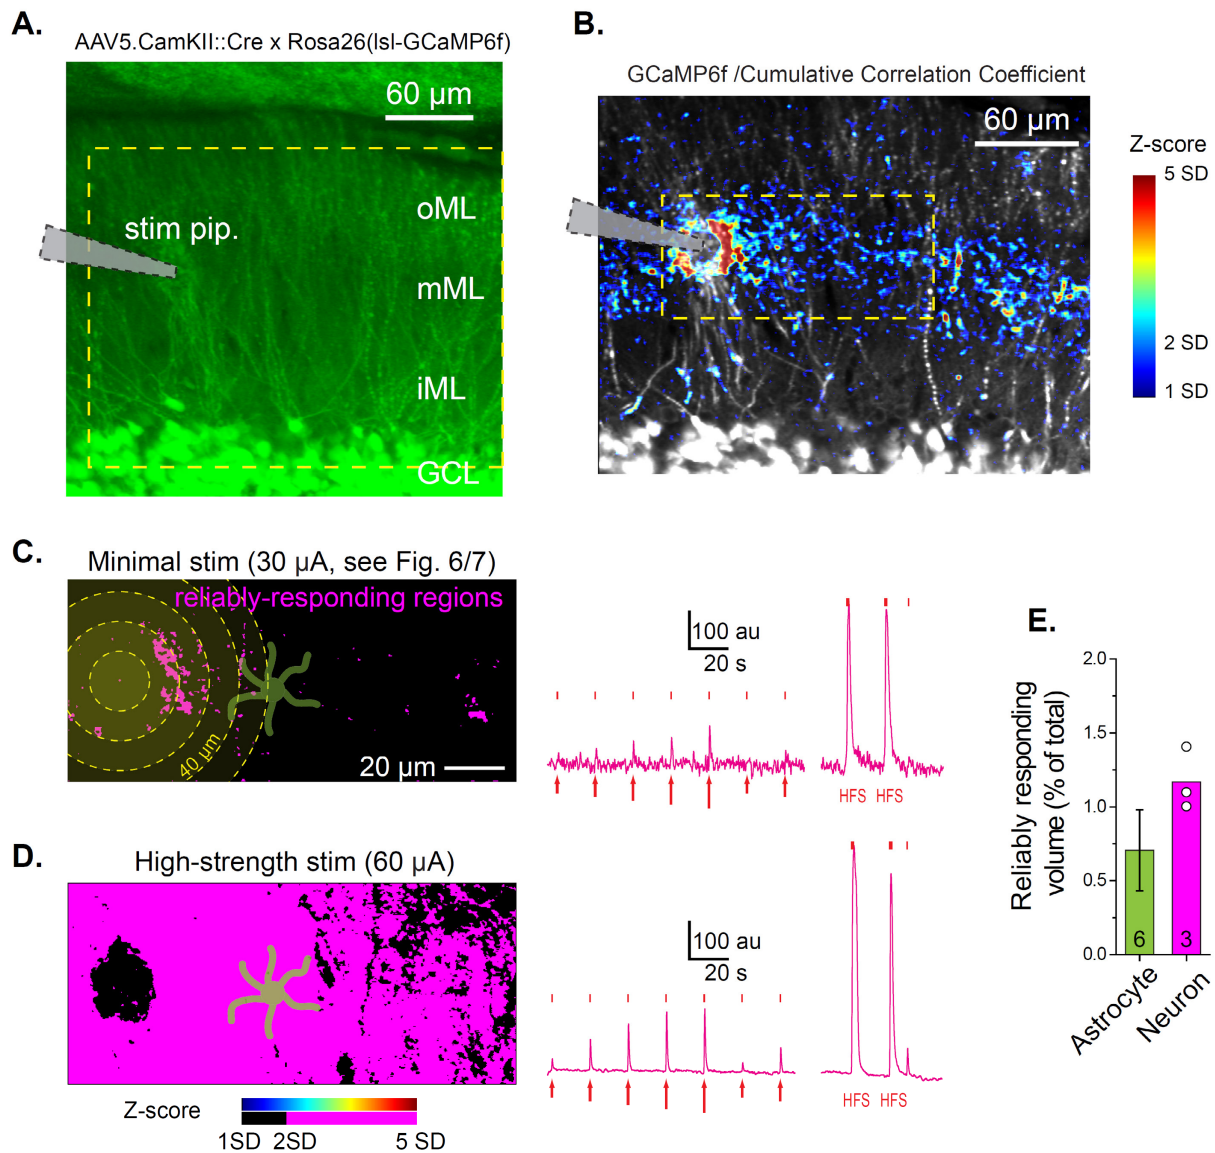 A.
AAV5.CamKII::Cre x Rosa26(lsl-GCaMP6f)
60 µm
oML
stim pip.
mML
iML
GCL
B.
GCaMP6f /Cumulative Correlation Coefficient
60 µm
Z-score
5 SD
2 SD
1 SD
C.
Minimal stim (30 µA, see Fig. 6/7)
reliably-responding regions
40 µm
20 µm
100 au
20 s
HFS HFS
D.
High-strength stim (60 µA)
Z-score
1SD 2SD 5 SD
100 au
20 s
HFS HFS
E.
Reliably responding
volume (% of total)
2.0
1.5
1.0
0.5
0.0
6 3
Astrocyte
Neuron